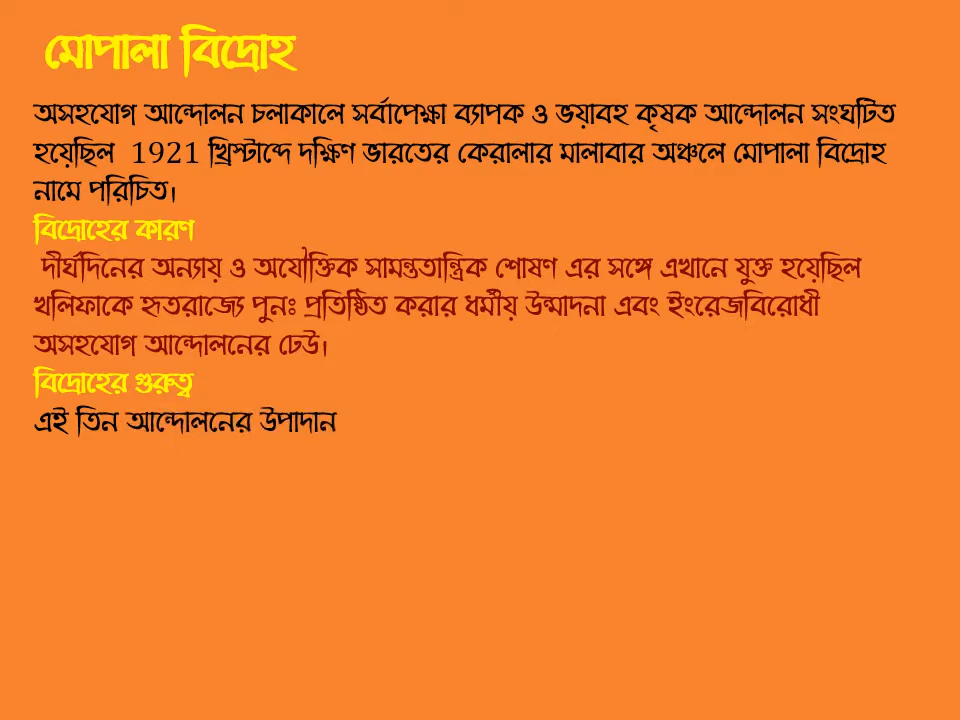 মোপালা বিদ্রোহ
অসহযোগ আন্দোলন চলাকালে সর্বাপেক্ষা ব্যাপক ও ভয়াবহ কৃষক আন্দোলন সংঘটিত
হয়েছিল 1921 খ্রিস্টাব্দে দক্ষিণ ভারতের কেরালার মালাবার অঞ্চলে মোপালা বিদ্রোহ
নামে পরিচিত।
বিদ্রোহের কারণ
দীর্ঘদিনের অন্যায় ও অযৌক্তিক সামন্ততান্ত্রিক শোষণ এর সঙ্গে এখানে যুক্ত হয়েছিল
খলিফাকে হৃতরাজ্যে পুনঃ প্রতিষ্ঠিত করার ধর্মীয় উন্মাদনা এবং ইংরেজবিরোধী
অসহযোগ আন্দোলনের ঢেউ।
বিদ্রোহের গুরুত্ব
এই তিন আন্দোলনের উপাদান